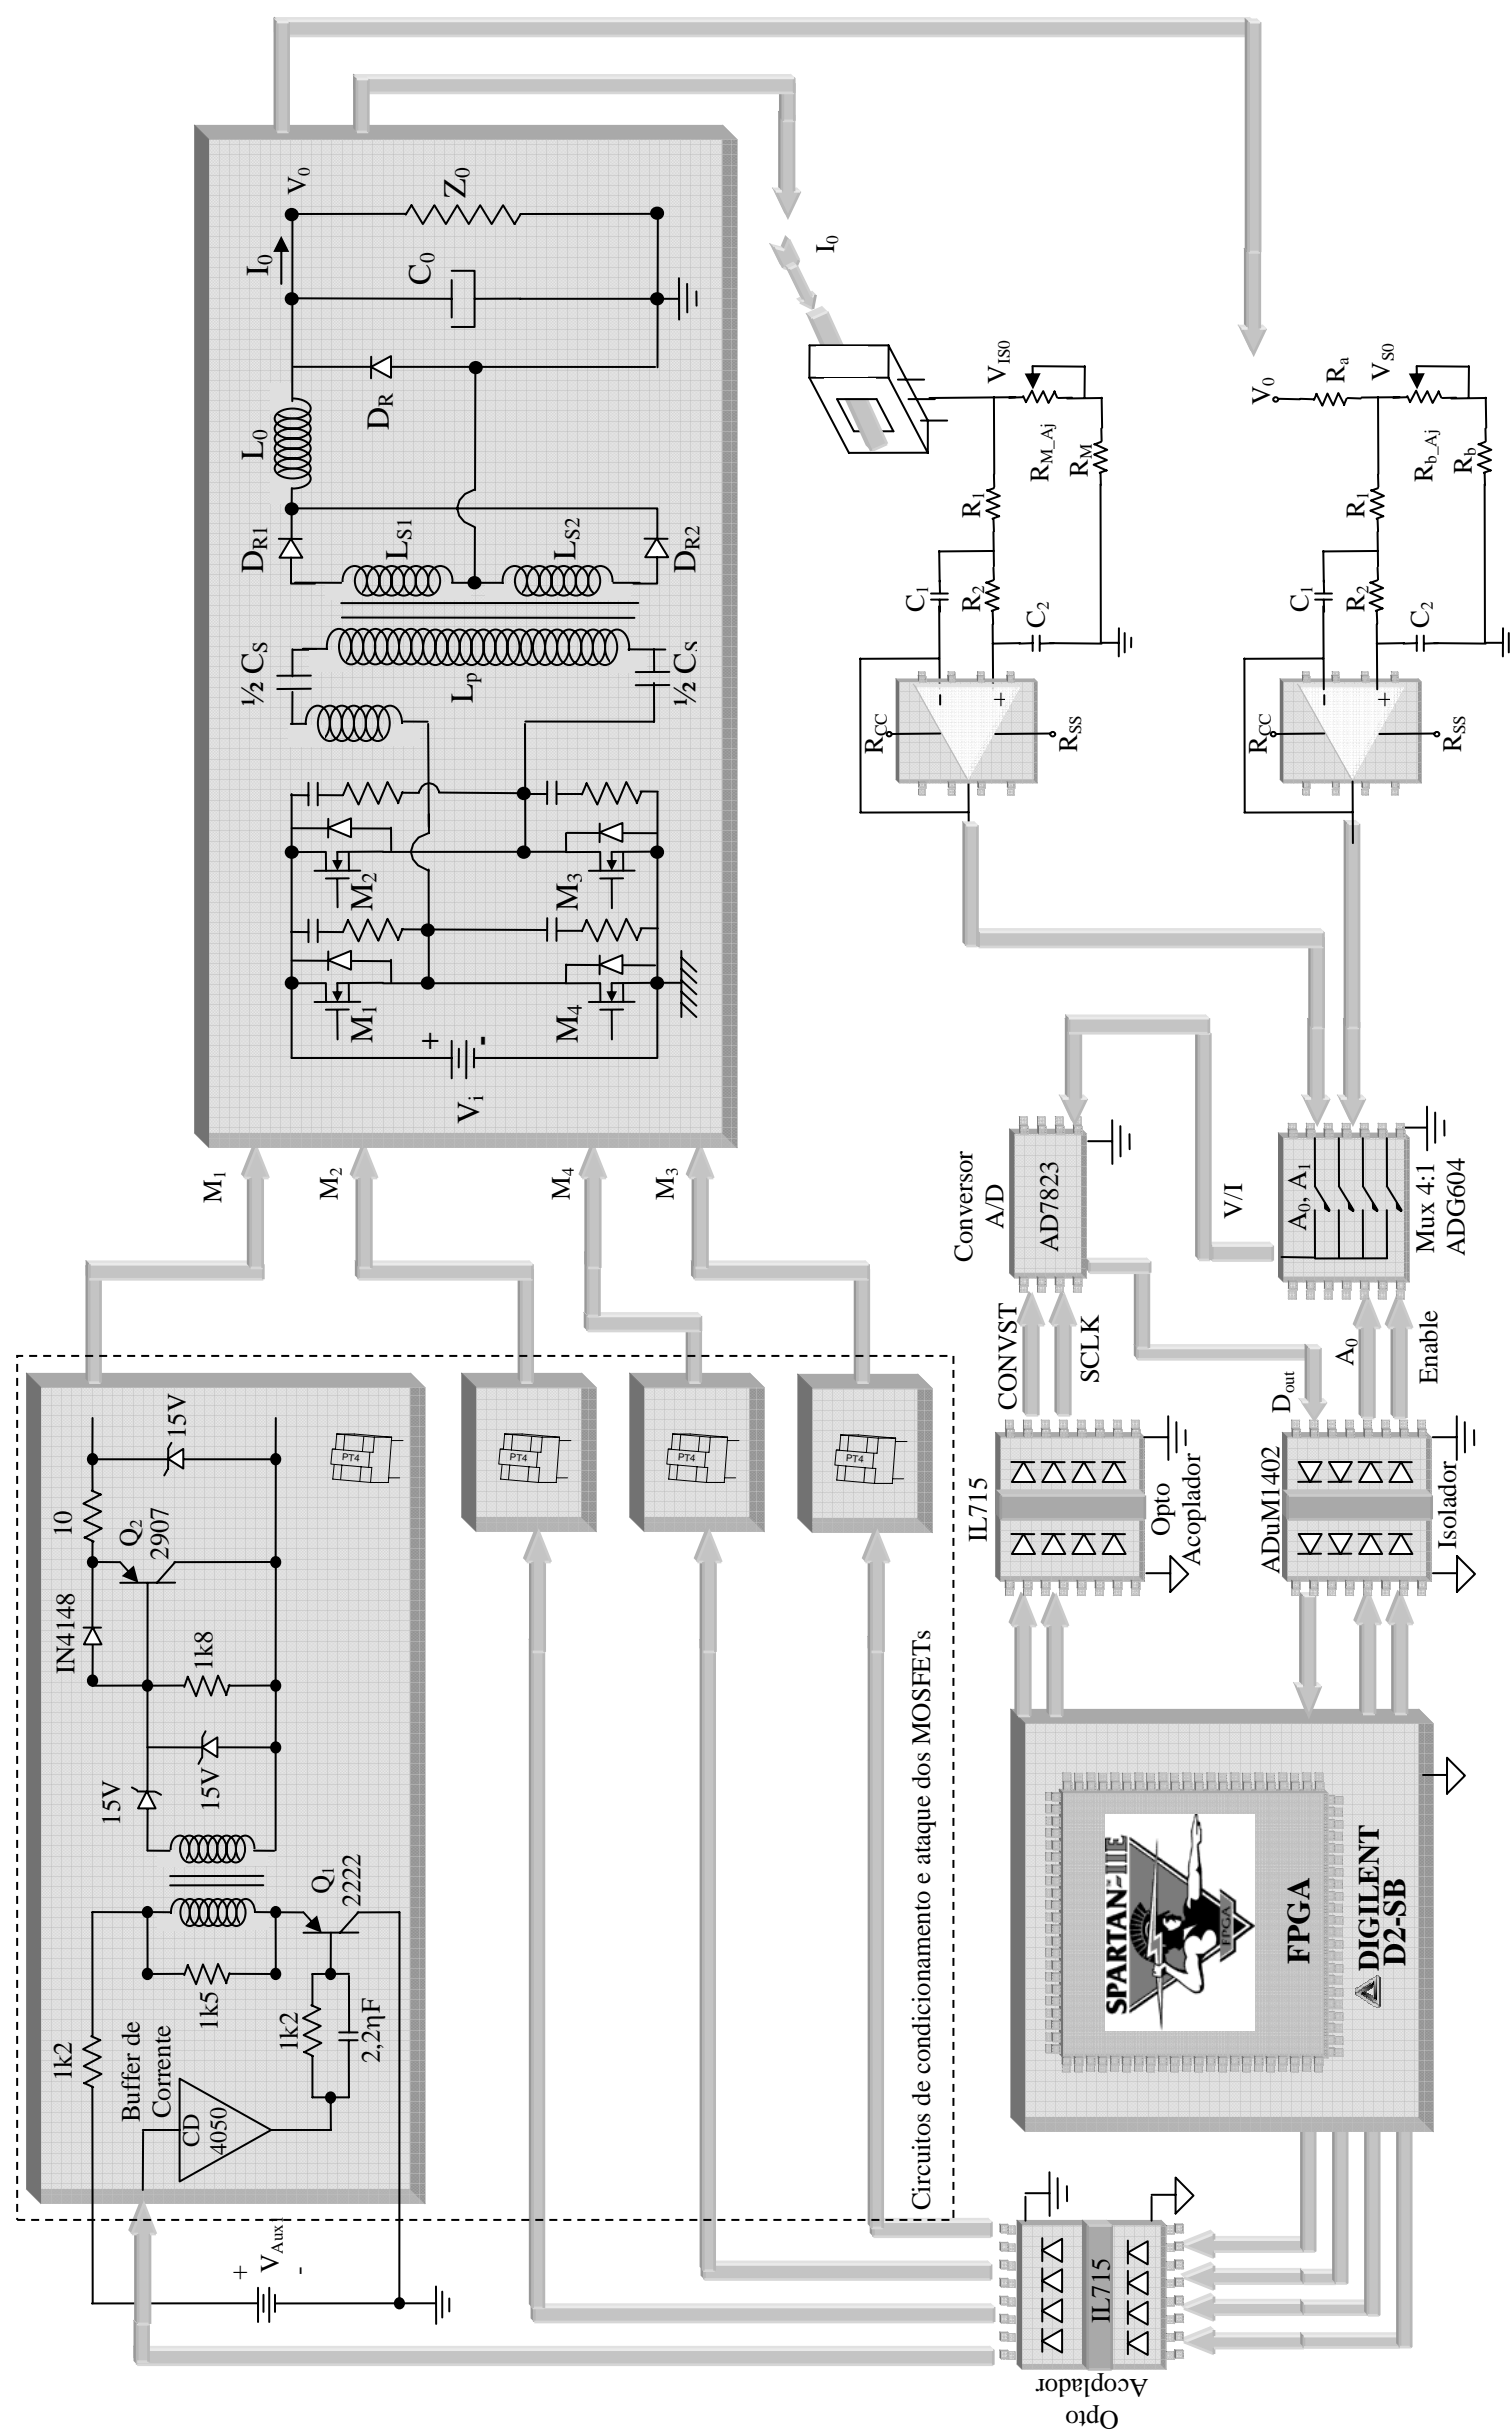 1k2
Buffer de
Corrente
CD
4050
1k5
1k2
2,2ηF
Q1
2222
+
VAux1
-
15V
15V
1k8
IN4148
Q2
2907
10
15V
PT4
PT4
PT4
PT4
Circuitos de condicionamento e ataque dos MOSFETs
M1
M2
M4
M3
Vi
+
-
M1
M2
M4
M3
½ CS
½ CS
Lp
LS1
LS2
DR1
DR2
L0
DR
C0
I0
V0
Z0
I0
VIS0
RM_Aj
RM
R1
R2
C1
C2
RCC
RSS
-
+
V0
Ra
VS0
Rb_Aj
Rb
R1
R2
C1
C2
RCC
RSS
-
+
Conversor
A/D
AD7823
V/I
A0, A1
Mux 4:1
ADG604
CONVST
SCLK
Dout
A0
Enable
IL715
Opto
Acoplador
ADuM1402
Isolador
SPARTAN-IIE
FPGA
FPGA
DIGILENT
D2-SB
IL715
Opto
Acoplador